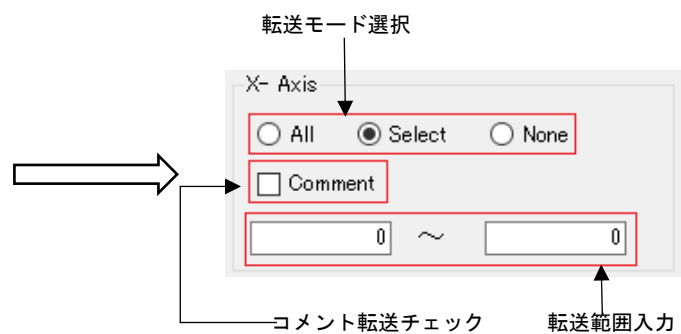 転送モード選択
X- Axis
All Select None
Comment
0 ～ 0
コメント転送チェック 転送範囲入力